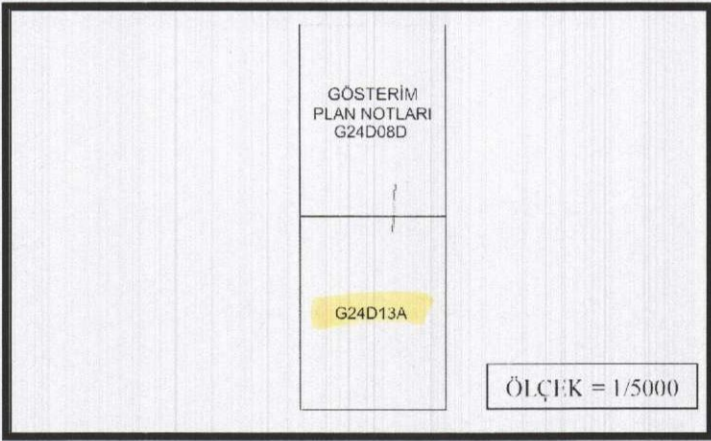 GÖSTERİM
PLAN NOTLARI
G24D08D
G24D13A
ÖLÇEK = 1/5000